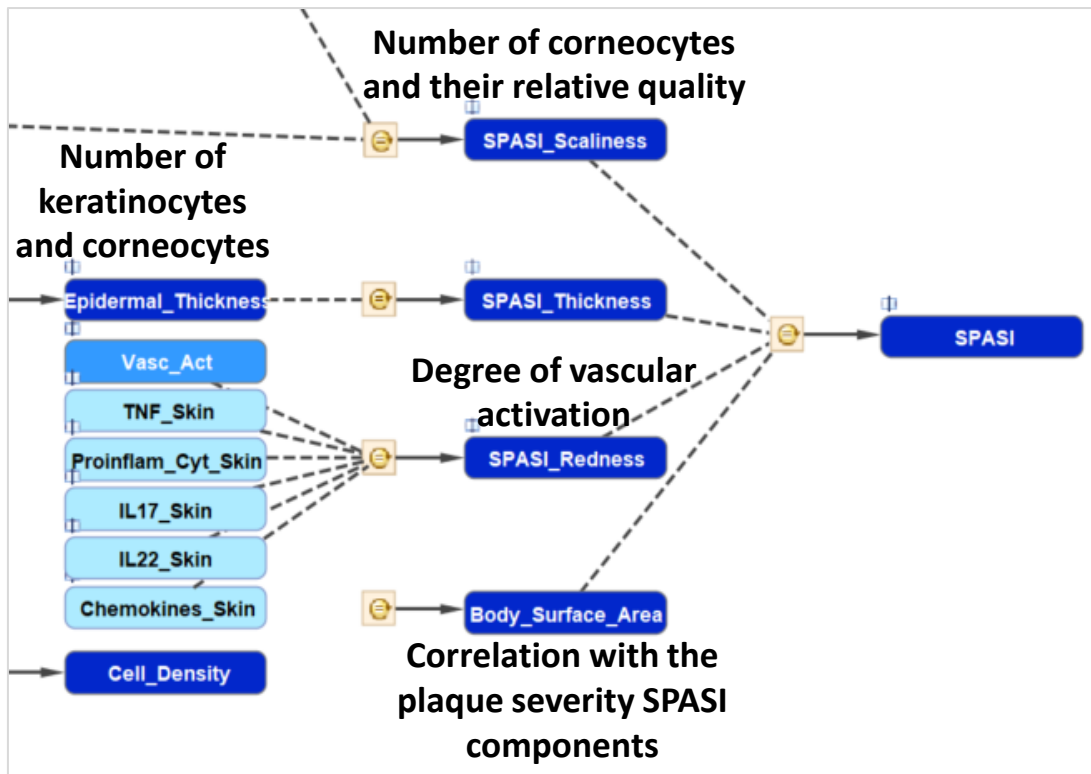 Number of corneocytes
and their relative quality
SPASI_Scaliness
Number of
keratinocytes
and corneocytes
Epidermal_Thickness
SPASI_Thickness
SPASI
Vasc_Act
Degree of vascular
activation
TNF_Skin
Proinflam_Cyt_Skin
SPASI_Redness
IL17_Skin
IL22_Skin
Chemokines_Skin
Body_Surface_Area
Cell_Density
Correlation with the
plaque severity SPASI
components